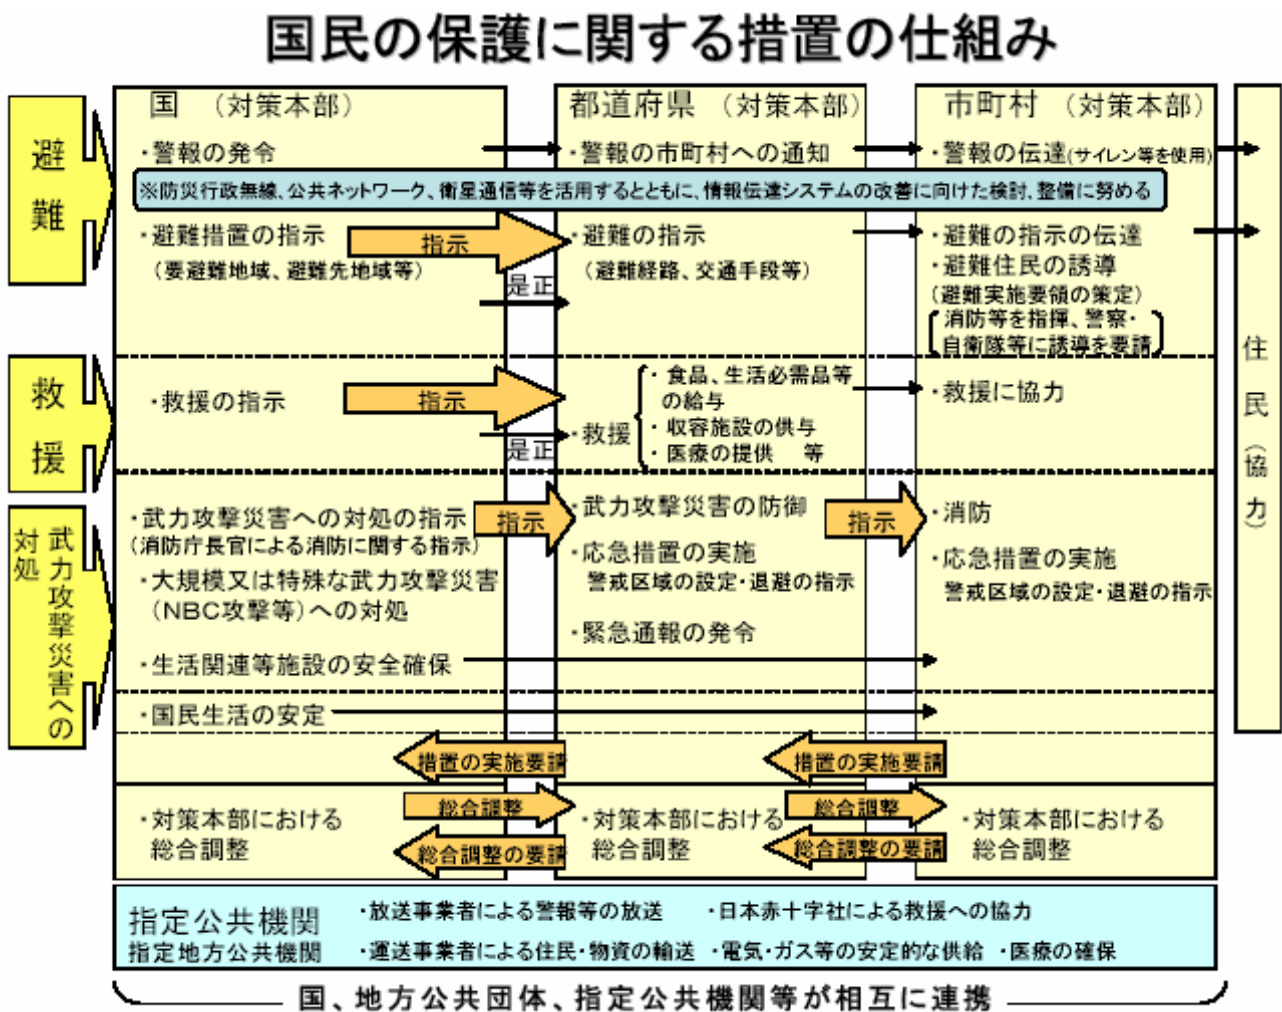 国民の保護に関する措置の仕組み
避難
国 （対策本部）
都道府県 （対策本部）
市町村 （対策本部）
・警報の発令
・警報の市町村への通知
・警報の伝達(サイレン等を使用)
※防災行政無線、公共ネットワーク、衛星通信等を活用するとともに、情報伝達システムの改善に向けた検討、整備に努める
・避難措置の指示
(要避難地域、避難先地域等)
指示
是正
・避難の指示
(避難経路、交通手段等)
・避難の指示の伝達
・避難住民の誘導
(避難実施要領の策定)
消防等を指揮、警察・
自衛隊等に誘導を要請
住民（協力）
救援
・救援の指示
指示
是正
・救援
・食品、生活必需品等
の給与
・収容施設の供与
・医療の提供 等
・救援に協力
武力攻撃災害への
対処
・武力攻撃災害への対処の指示
(消防庁長官による消防に関する指示)
・大規模又は特殊な武力攻撃災害
(NBC攻撃等)への対処
・生活関連等施設の安全確保
指示
・武力攻撃災害の防御
・応急措置の実施
警戒区域の設定・退避の指示
・緊急通報の発令
指示
・消防
・応急措置の実施
警戒区域の設定・退避の指示
・国民生活の安定
措置の実施要請
措置の実施要請
・対策本部における
総合調整
総合調整
総合調整の要請
・対策本部における
総合調整
総合調整
総合調整の要請
・対策本部における
総合調整
指定公共機関
指定地方公共機関
・放送事業者による警報等の放送
・日本赤十字社による救援への協力
・運送事業者による住民・物資の輸送
・電気・ガス等の安定的な供給
・医療の確保
国、地方公共団体、指定公共機関等が相互に連携